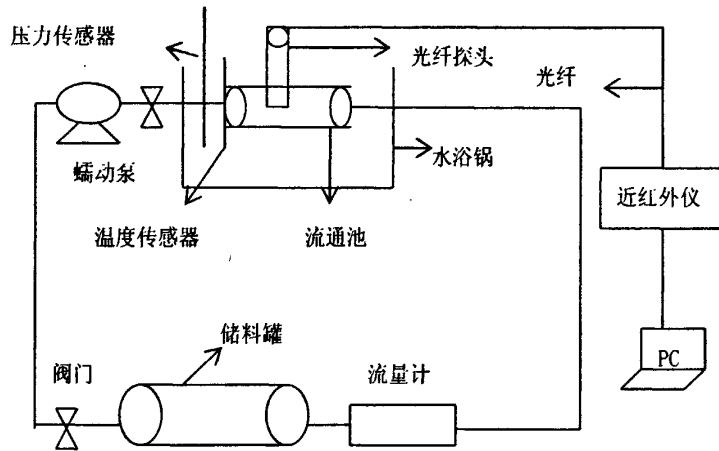 压力传感器
光纤探头
光纤
蠕动泵
水浴锅
近红外仪
温度传感器
流通池
储料罐
阀门
流量计
PC